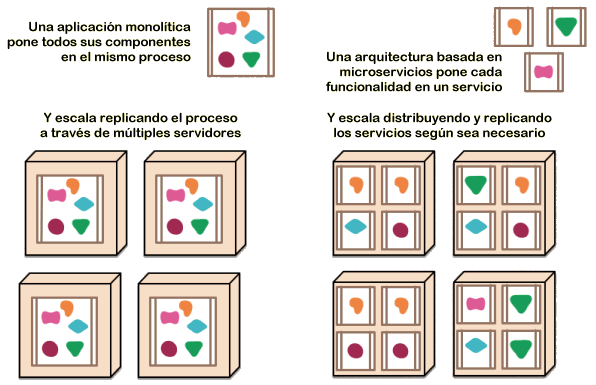 Una aplicación monolítica
pone todos sus componentes
en el mismo proceso
Una arquitectura basada en
microservicios pone cada
funcionalidad en un servicio
Y escala replicando el proceso
a través de múltiples servidores
Y escala distribuyendo y replicando
los servicios según sea necesario